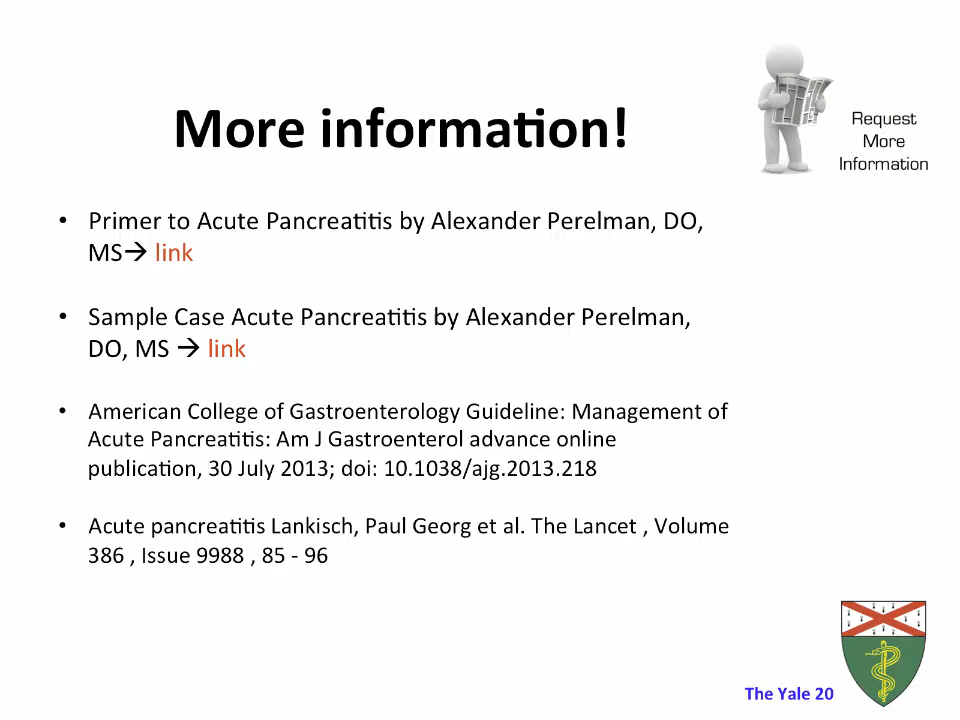 More information!
Request
More
Information
• Primer to Acute Pancreatitis by Alexander Perelman, DO,
MS→ link
• Sample Case Acute Pancreatitis by Alexander Perelman,
DO, MS → link
• American College of Gastroenterology Guideline: Management of
Acute Pancreatitis: Am J Gastroenterol advance online
publication, 30 July 2013; doi: 10.1038/ajg.2013.218
• Acute pancreatitis Lankisch, Paul Georg et al. The Lancet , Volume
386 , Issue 9988 , 85 - 96
The Yale 20